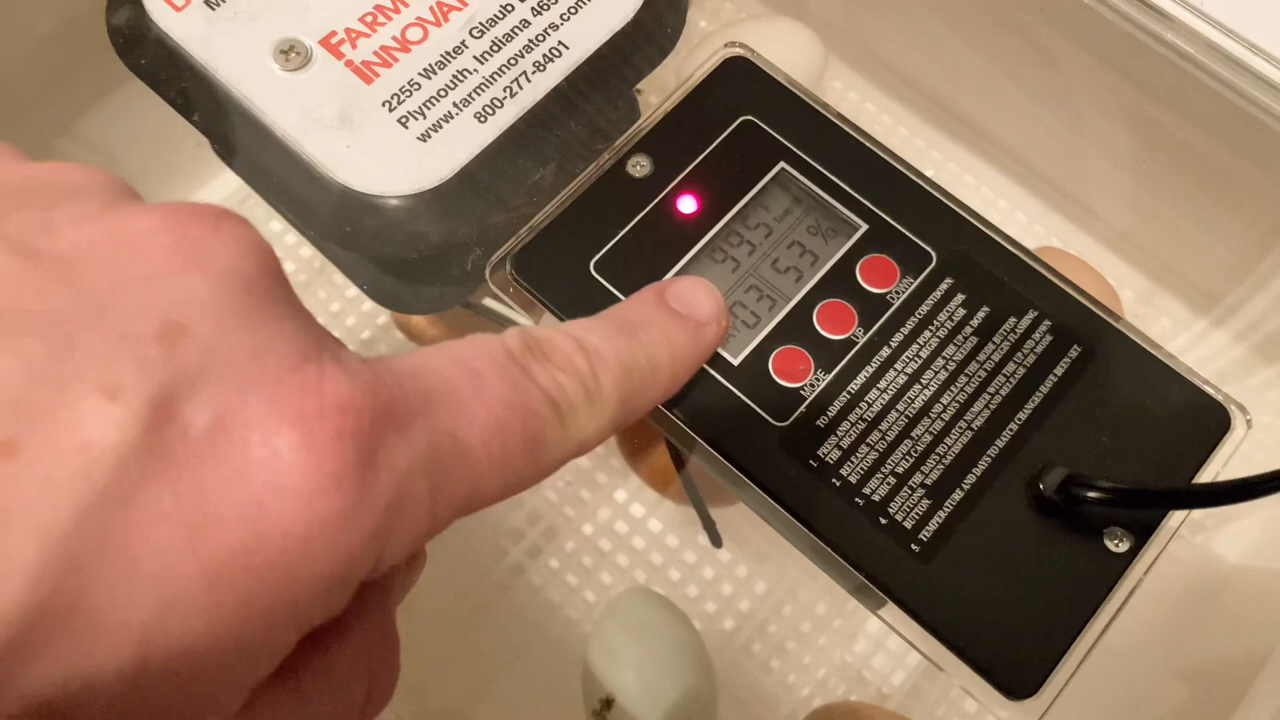 FARM
INNOVA
2255 Walter Glaub
Plymouth, Indiana
www.farminnovators.com
800-277-8401
99.5
53 %
03
MODE
UP
DOWN
TO ADJUST TEMPERATURE AND DAYS COUNTDOWN:
1. PRESS AND HOLD THE MODE BUTTON FOR 3-5 SECONDS
THE DIGITAL TEMPERATURE WILL BEGIN TO FLASH
2. RELEASE THE MODE BUTTON AND USE THE UP OR DOWN
BUTTONS TO ADJUST TEMPERATURE AS NEEDED
3. WHEN SATISFIED, PRESS AND RELEASE THE MODE BUTTON
WHICH WILL CAUSE THE DAYS TO HATCH TO BEGIN FLASHING.
4. ADJUST THE DAYS TO HATCH NUMBER WITH THE UP AND DOWN
BUTTONS. WHEN SATISFIED, PRESS AND RELEASE THE MODE
BUTTON.
5. TEMPERATURE AND DAYS TO HATCH CHANGES HAVE BEEN SET.